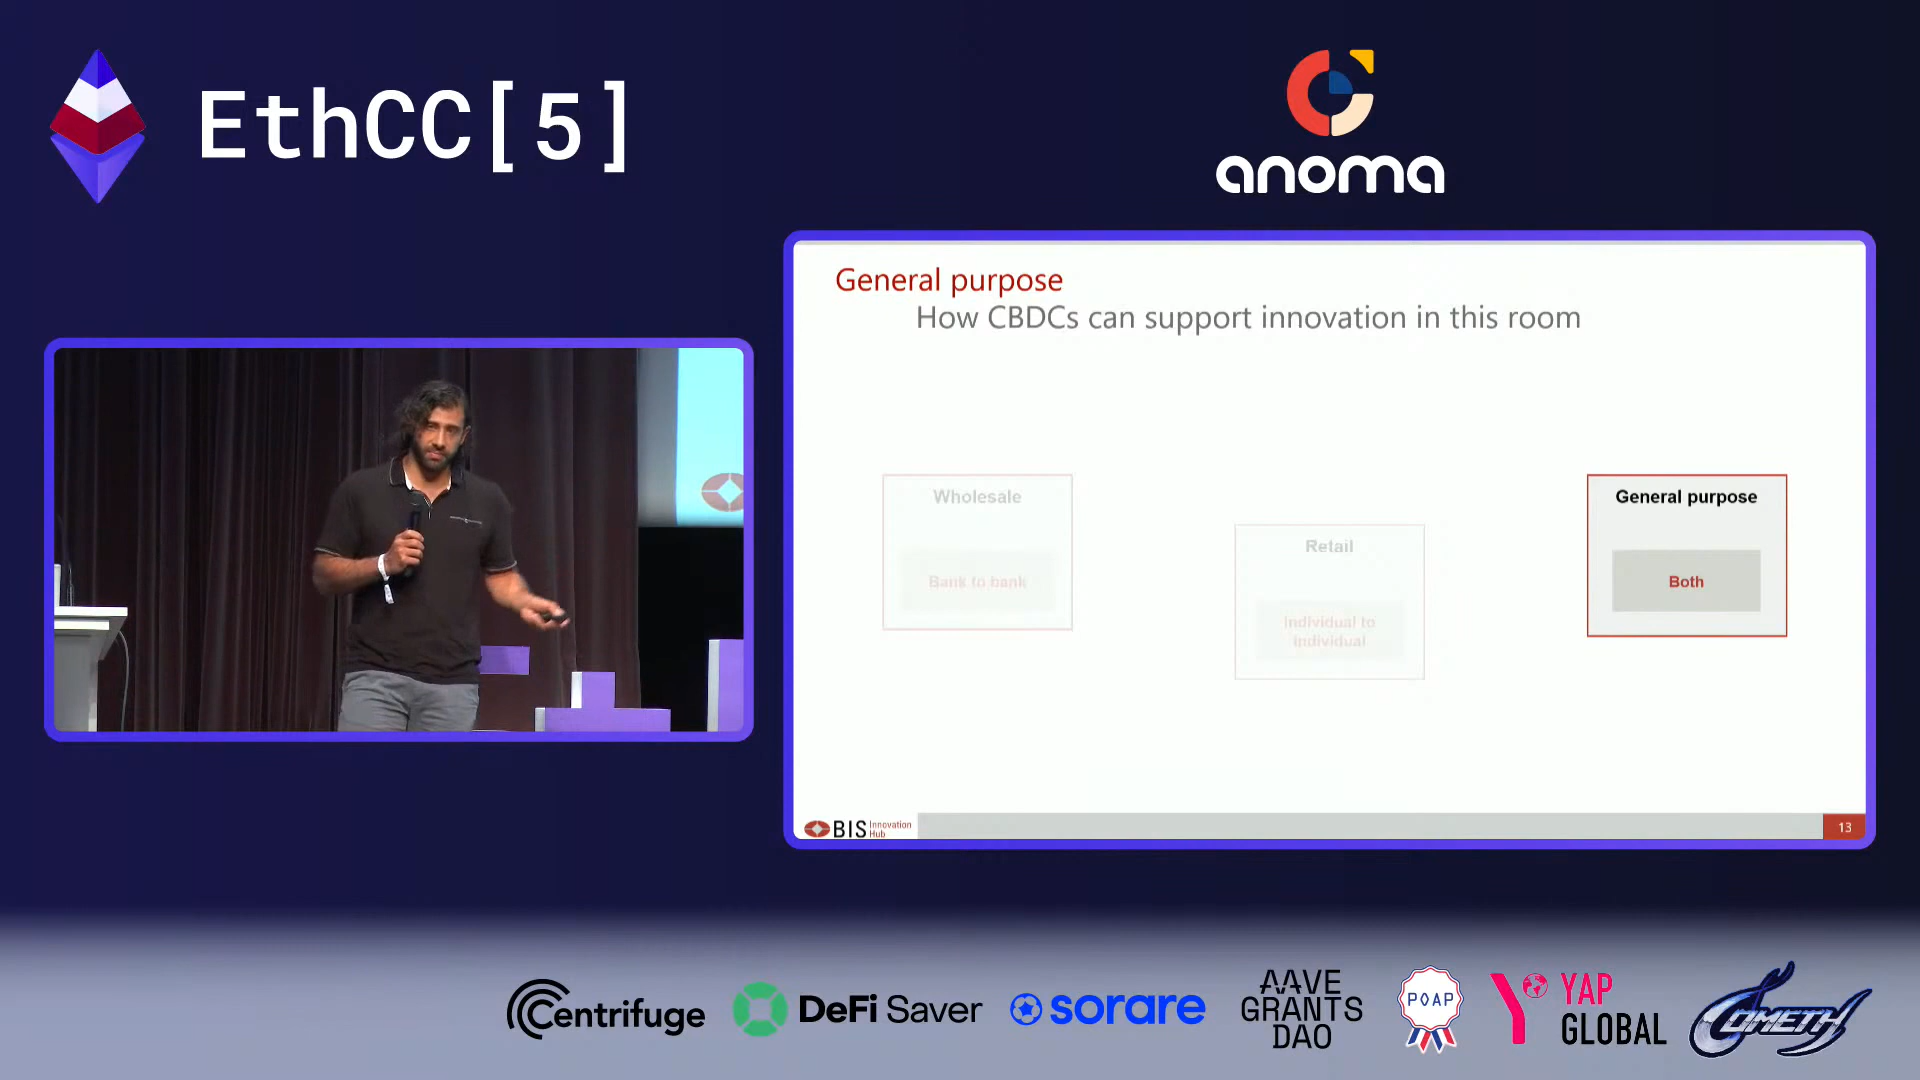 EthCC[5]
anoma
General purpose
How CBDCs can support innovation in this room
Wholesale
Bank to bank
Retail
Individual to
individual
General purpose
Both
BIS Innovation
Hub
13
Centrifuge
DeFi Saver
sorare
AAVE
GRANTS
DAO
POAP
YAP
GLOBAL
COMETH